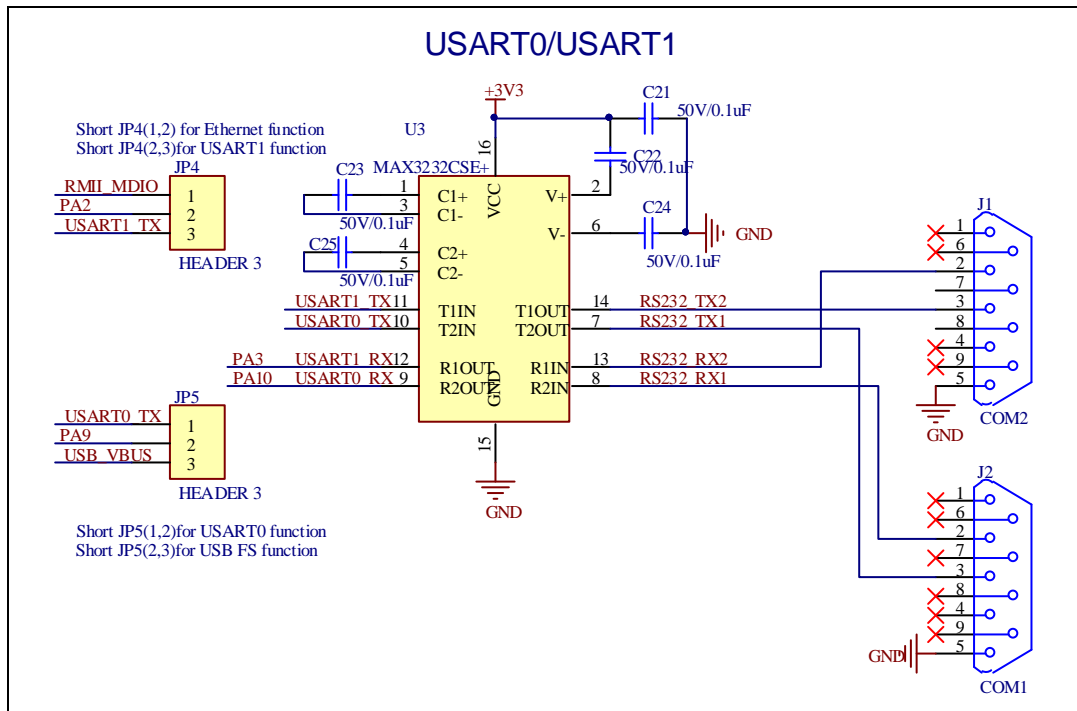 USART0/USART1
+3V3
C21
50V/0.1uF
Short JP4(1,2) for Ethernet function
Short JP4(2,3)for USART1 function
U3
16
C22
50V/0.1uF
JP4
C23
MAX3232CSE+
RMII_MDIO 1
PA2 2
USART1_TX 3
HEADER 3
1 C1+
3 C1-
50V/0.1uF
VCC
V+ 2
C24
V- 6
GND
50V/0.1uF
C25
4 C2+
5 C2-
50V/0.1uF
USART1_TX 11 T1IN
USART0_TX 10 T2IN
T1OUT 14 RS232_TX2
T2OUT 7 RS232_TX1
PA3 USART1_RX 12 R1OUT
PA10 USART0_RX 9 R2OUT
R1IN 13 RS232_RX2
R2IN 8 RS232_RX1
GND
15
GND
J1
1
6
2
7
3
8
4
9
5
GND
COM2
JP5
USART0_TX 1
PA9 2
USB_VBUS 3
HEADER 3
Short JP5(1,2)for USART0 function
Short JP5(2,3)for USB FS function
J2
1
6
2
7
3
8
4
9
5
GND
COM1